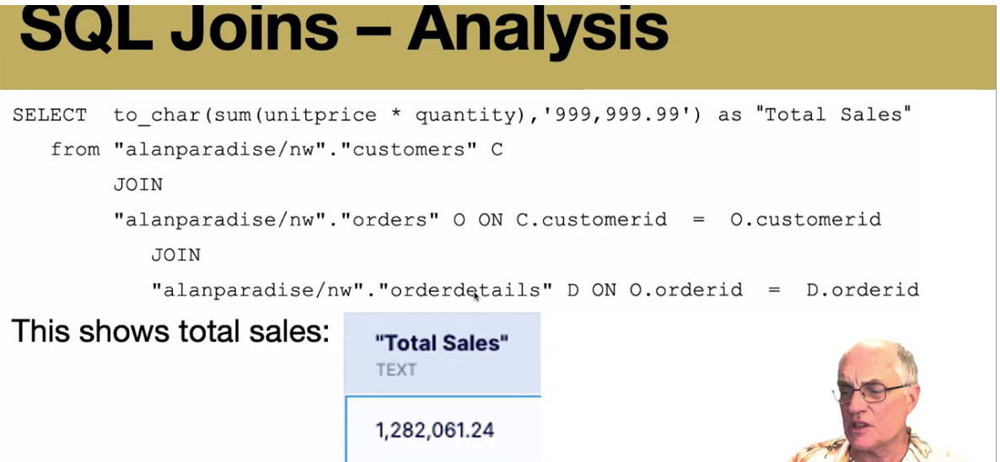 SQL Joins – Analysis
SELECT to_char(sum(unitprice * quantity),'999,999.99') as "Total Sales"
from "alanparadise/nw"."customers" C
JOIN
"alanparadise/nw"."orders" O ON C.customerid = O.customerid
JOIN
"alanparadise/nw"."orderdetails" D ON O.orderid = D.orderid
This shows total sales:
"Total Sales"
TEXT
1,282,061.24